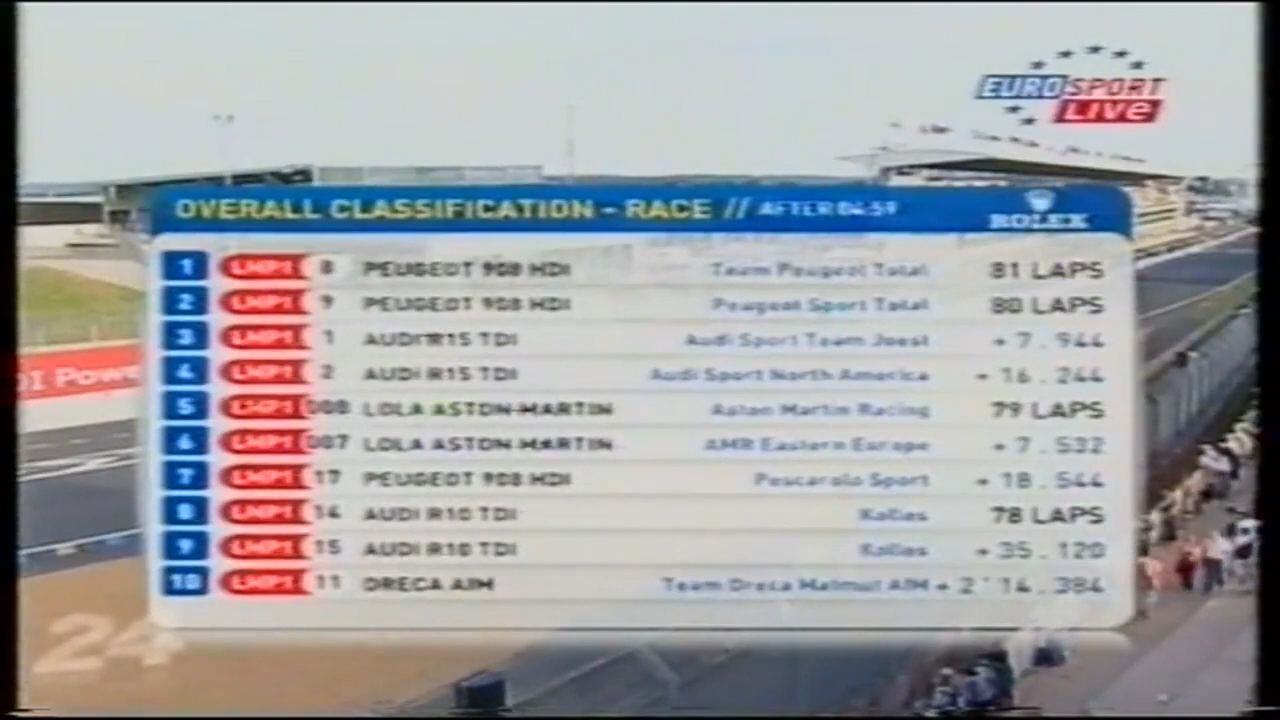 EUROSPORT
LIVE
OVERALL CLASSIFICATION - RACE // AFTER 04:59
ROLEX
1 LMP1 8 PEUGEOT 908 HDI Team Peugeot Total 81 LAPS
2 LMP1 9 PEUGEOT 908 HDI Peugeot Sport Total 80 LAPS
3 LMP1 1 AUDI R15 TDI Audi Sport Team Joest + 7.944
4 LMP1 2 AUDI R15 TDI Audi Sport North America + 16.244
5 LMP1 008 LOLA ASTON-MARTIN Aston Martin Racing 79 LAPS
6 LMP1 007 LOLA ASTON-MARTIN AMR Eastern Europe + 7.532
7 LMP1 17 PEUGEOT 908 HDI Pescarolo Sport + 18.544
8 LMP1 14 AUDI R10 TDI Kolles 78 LAPS
9 LMP1 15 AUDI R10 TDI Kolles + 35.120
10 LMP1 11 ORECA AIM Team Oreca Matmut AIM + 2'14.384
DI Powe
24